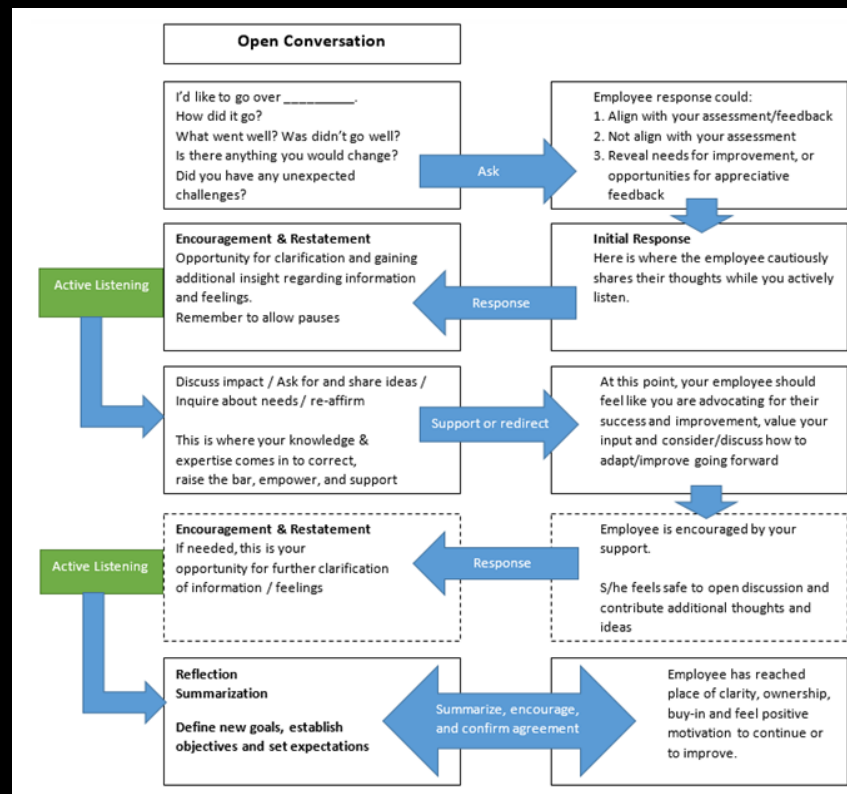 Open Conversation
I'd like to go over __________.
How did it go?
What went well? Was didn't go well?
Is there anything you would change?
Did you have any unexpected
challenges?
Ask
Employee response could:
1. Align with your assessment/feedback
2. Not align with your assessment
3. Reveal needs for improvement, or
opportunities for appreciative
feedback
Initial Response
Here is where the employee cautiously
shares their thoughts while you actively
listen.
Response
Encouragement & Restatement
Opportunity for clarification and gaining
additional insight regarding information
and feelings.
Remember to allow pauses
Active Listening
Discuss impact / Ask for and share ideas /
Inquire about needs / re-affirm
This is where your knowledge &
expertise comes in to correct,
raise the bar, empower, and support
Support or redirect
At this point, your employee should
feel like you are advocating for their
success and improvement, value your
input and consider/discuss how to
adapt/improve going forward
Employee is encouraged by your
support.
S/he feels safe to open discussion and
contribute additional thoughts and
ideas
Response
Encouragement & Restatement
If needed, this is your
opportunity for further clarification
of information / feelings
Active Listening
Reflection
Summarization
Define new goals, establish
objectives and set expectations
Summarize, encourage,
and confirm agreement
Employee has reached
place of clarity, ownership,
buy-in and feel positive
motivation to continue or
to improve.